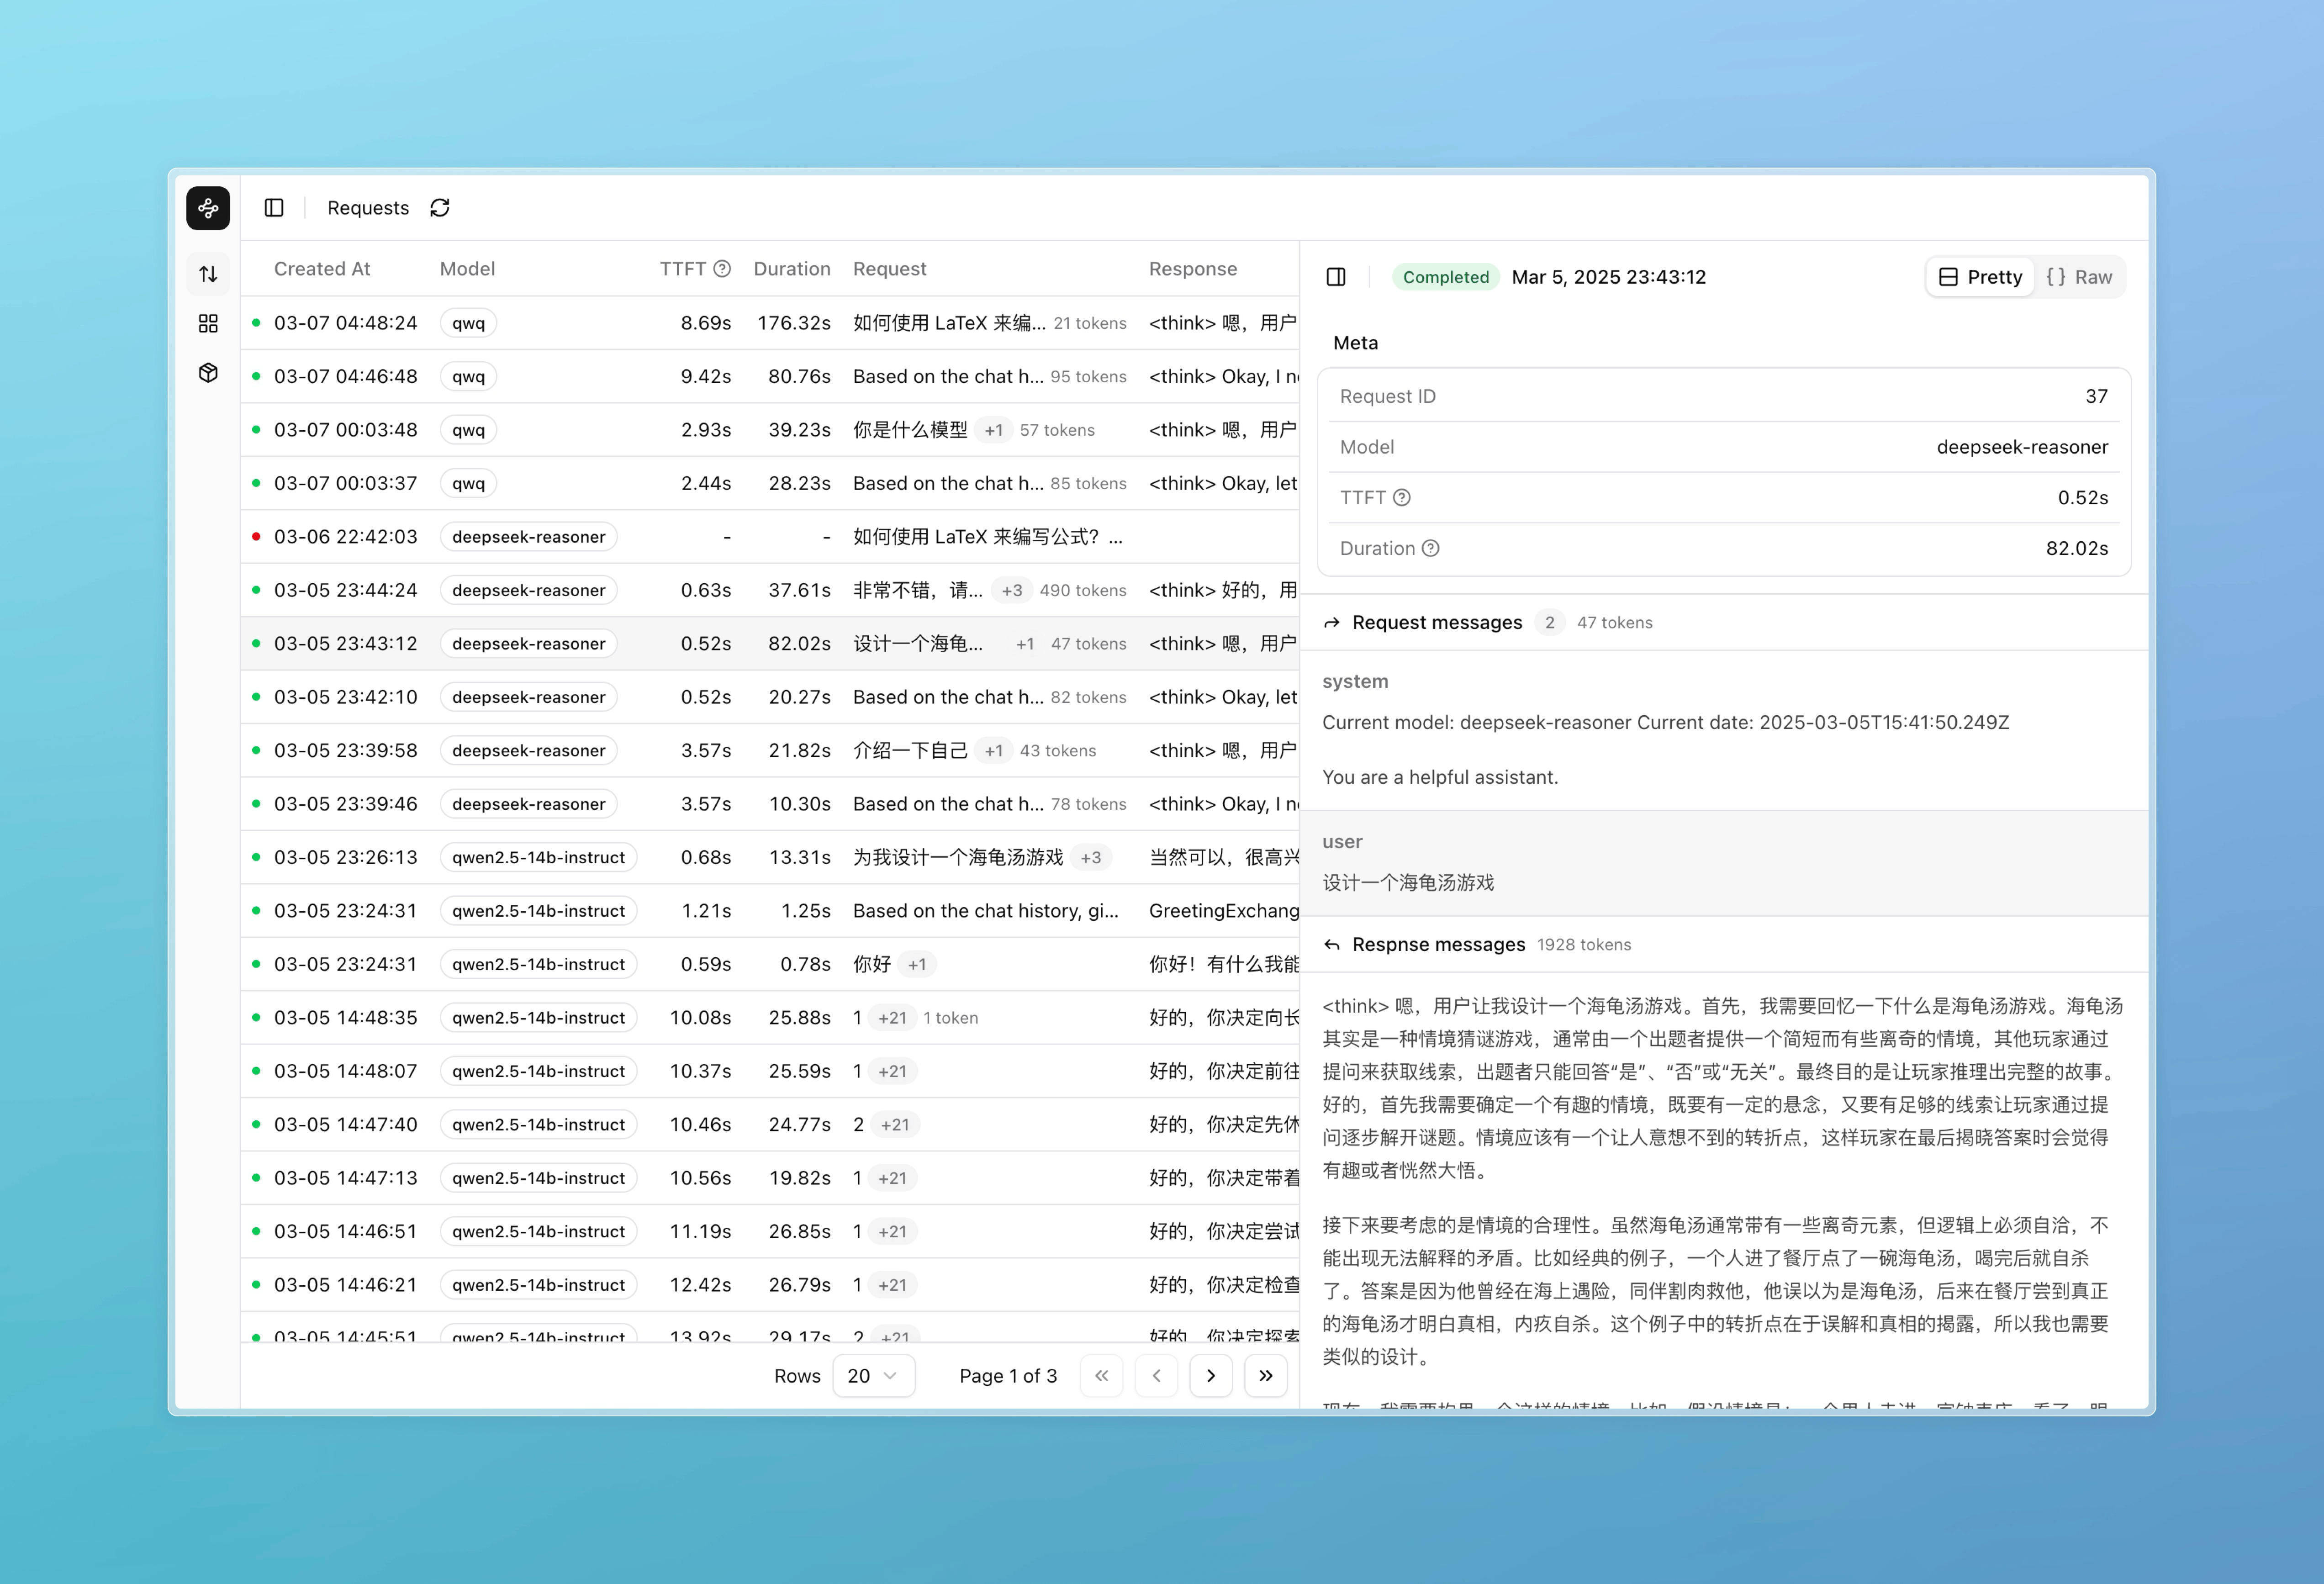 Requests
Created At Model TTFT Duration Request Response
03-07 04:48:24 qwq 8.69s 176.32s 如何使用 LaTeX 来编... 21 tokens <think> 嗯，用户
03-07 04:46:48 qwq 9.42s 80.76s Based on the chat h... 95 tokens <think> Okay, I n
03-07 00:03:48 qwq 2.93s 39.23s 你是什么模型 +1 57 tokens <think> 嗯，用户
03-07 00:03:37 qwq 2.44s 28.23s Based on the chat h... 85 tokens <think> Okay, let
03-06 22:42:03 deepseek-reasoner - - 如何使用 LaTeX 来编写公式？...
03-05 23:44:24 deepseek-reasoner 0.63s 37.61s 非常不错，请... +3 490 tokens <think> 好的，用
03-05 23:43:12 deepseek-reasoner 0.52s 82.02s 设计一个海龟... +1 47 tokens <think> 嗯，用户
03-05 23:42:10 deepseek-reasoner 0.52s 20.27s Based on the chat h... 82 tokens <think> Okay, let
03-05 23:39:58 deepseek-reasoner 3.57s 21.82s 介绍一下自己 +1 43 tokens <think> 嗯，用户
03-05 23:39:46 deepseek-reasoner 3.57s 10.30s Based on the chat h... 78 tokens <think> Okay, I n
03-05 23:26:13 qwen2.5-14b-instruct 0.68s 13.31s 为我设计一个海龟汤游戏 +3 当然可以，很高兴
03-05 23:24:31 qwen2.5-14b-instruct 1.21s 1.25s Based on the chat history, gi... GreetingExchang
03-05 23:24:31 qwen2.5-14b-instruct 0.59s 0.78s 你好 +1 你好！有什么我能
03-05 14:48:35 qwen2.5-14b-instruct 10.08s 25.88s 1 +21 1 token 好的，你决定向长
03-05 14:48:07 qwen2.5-14b-instruct 10.37s 25.59s 1 +21 好的，你决定前往
03-05 14:47:40 qwen2.5-14b-instruct 10.46s 24.77s 2 +21 好的，你决定先休
03-05 14:47:13 qwen2.5-14b-instruct 10.56s 19.82s 1 +21 好的，你决定带着
03-05 14:46:51 qwen2.5-14b-instruct 11.19s 26.85s 1 +21 好的，你决定尝试
03-05 14:46:21 qwen2.5-14b-instruct 12.42s 26.79s 1 +21 好的，你决定检查
03-05 14:45:51 qwen2.5-14b-instruct 13.92s 29.17s 2 +21 好的，你决定探索
Rows 20 Page 1 of 3
Completed Mar 5, 2025 23:43:12 Pretty {} Raw
Meta
Request ID 37
Model deepseek-reasoner
TTFT 0.52s
Duration 82.02s
Request messages 2 47 tokens
system
Current model: deepseek-reasoner Current date: 2025-03-05T15:41:50.249Z
You are a helpful assistant.
user
设计一个海龟汤游戏
Respnse messages 1928 tokens
<think> 嗯，用户让我设计一个海龟汤游戏。首先，我需要回忆一下什么是海龟汤游戏。海龟汤
其实是一种情境猜谜游戏，通常由一个出题者提供一个简短而有些离奇的情境，其他玩家通过
提问来获取线索，出题者只能回答“是”、“否”或“无关”。最终目的是让玩家推理出完整的故事。
好的，首先我需要确定一个有趣的情境，既要有一定的悬念，又要有足够的线索让玩家通过提
问逐步解开谜题。情境应该有一个让人意想不到的转折点，这样玩家在最后揭晓答案时会觉得
有趣或者恍然大悟。
接下来要考虑的是情境的合理性。虽然海龟汤通常带有一些离奇元素，但逻辑上必须自洽，不
能出现无法解释的矛盾。比如经典的例子，一个人进了餐厅点了一碗海龟汤，喝完后就自杀
了。答案是因为他曾经在海上遇险，同伴割肉救他，他误以为是海龟汤，后来在餐厅尝到真正
的海龟汤才明白真相，内疚自杀。这个例子中的转折点在于误解和真相的揭露，所以我也需要
类似的设计。